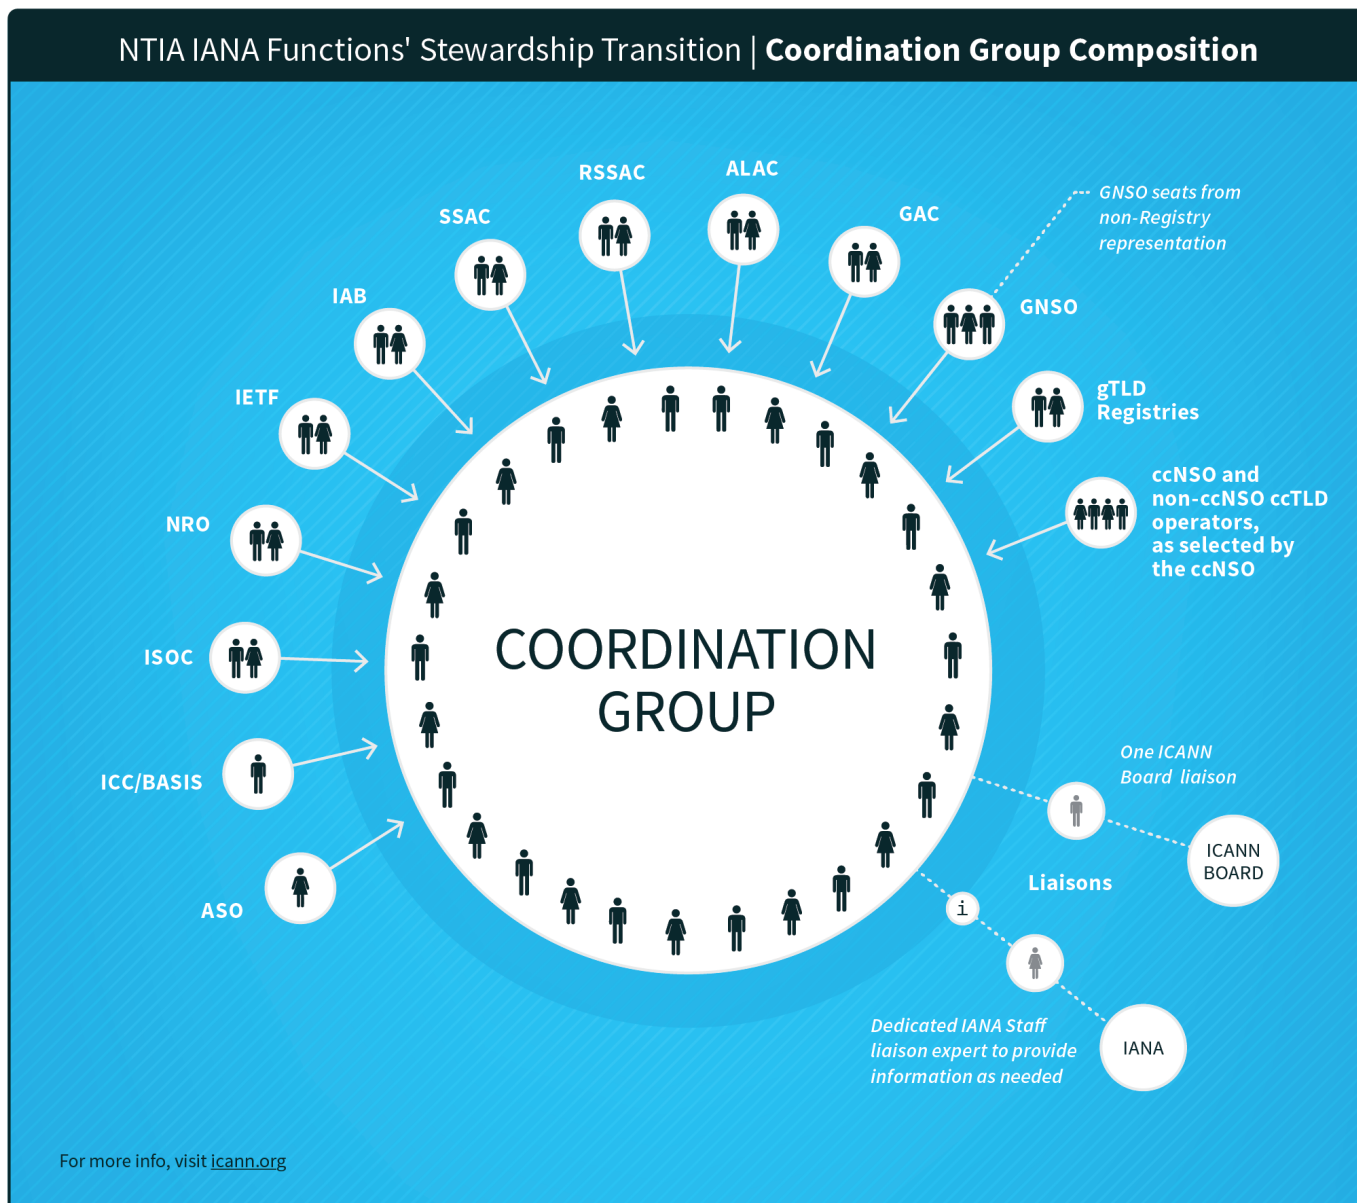 NTIA IANA Functions' Stewardship Transition | Coordination Group Composition
RSSAC
ALAC
SSAC
GAC
GNSO seats from
non-Registry
representation
IAB
GNSO
IETF
gTLD
Registries
ccNSO and
non-ccNSO ccTLD
operators,
as selected by
the ccNSO
NRO
ISOC
COORDINATION
GROUP
ICC/BASIS
One ICANN
Board liaison
ICANN
BOARD
Liaisons
ASO
i
Dedicated IANA Staff
liaison expert to provide
information as needed
IANA
For more info, visit icann.org